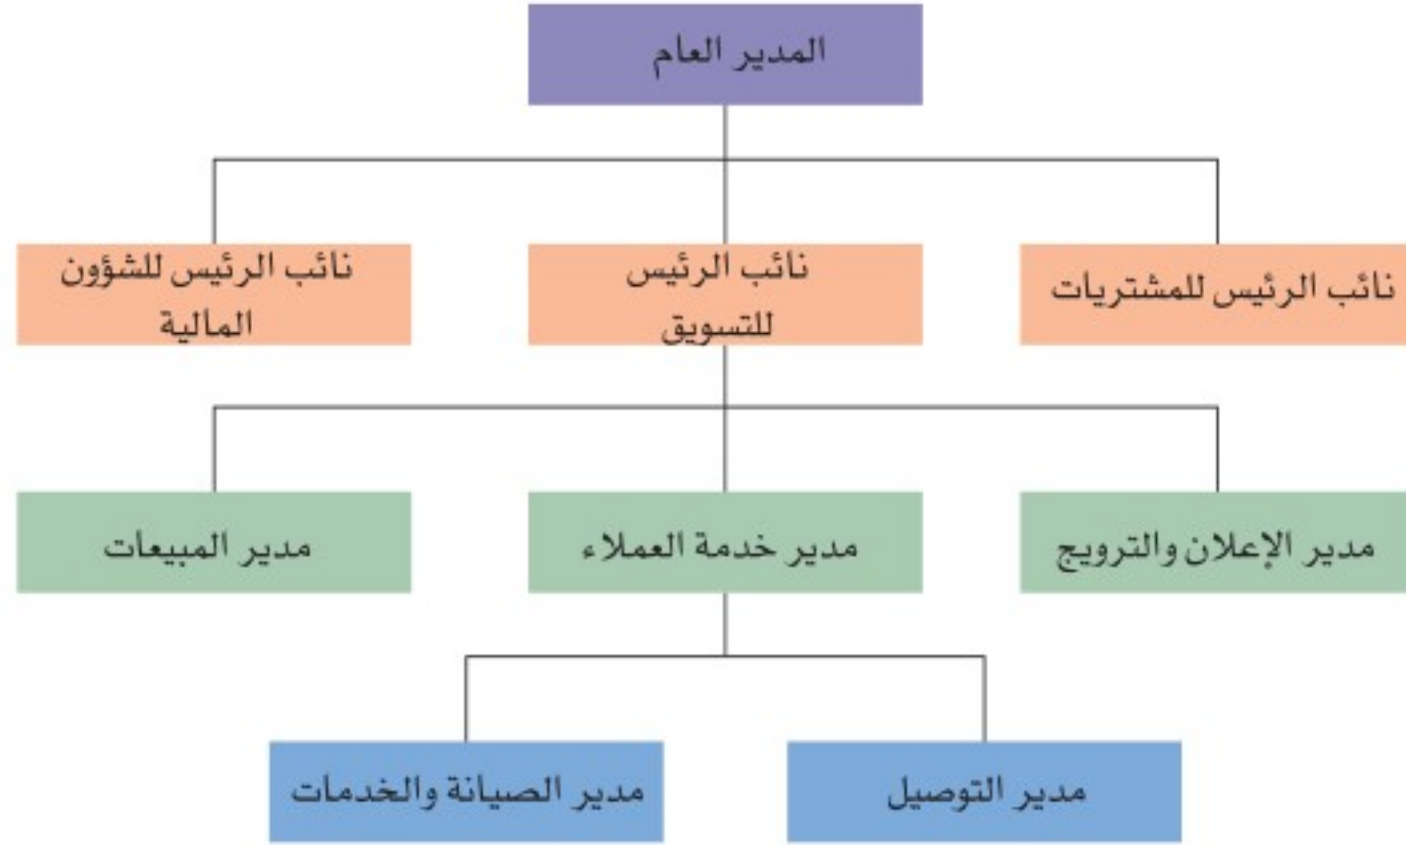 المدير العام
نائب الرئيس للمشتريات
نائب الرئيس
للتسويق
نائب الرئيس للشؤون
المالية
مدير الإعلان والترويج
مدير خدمة العملاء
مدير المبيعات
مدير التوصيل
مدير الصيانة والخدمات